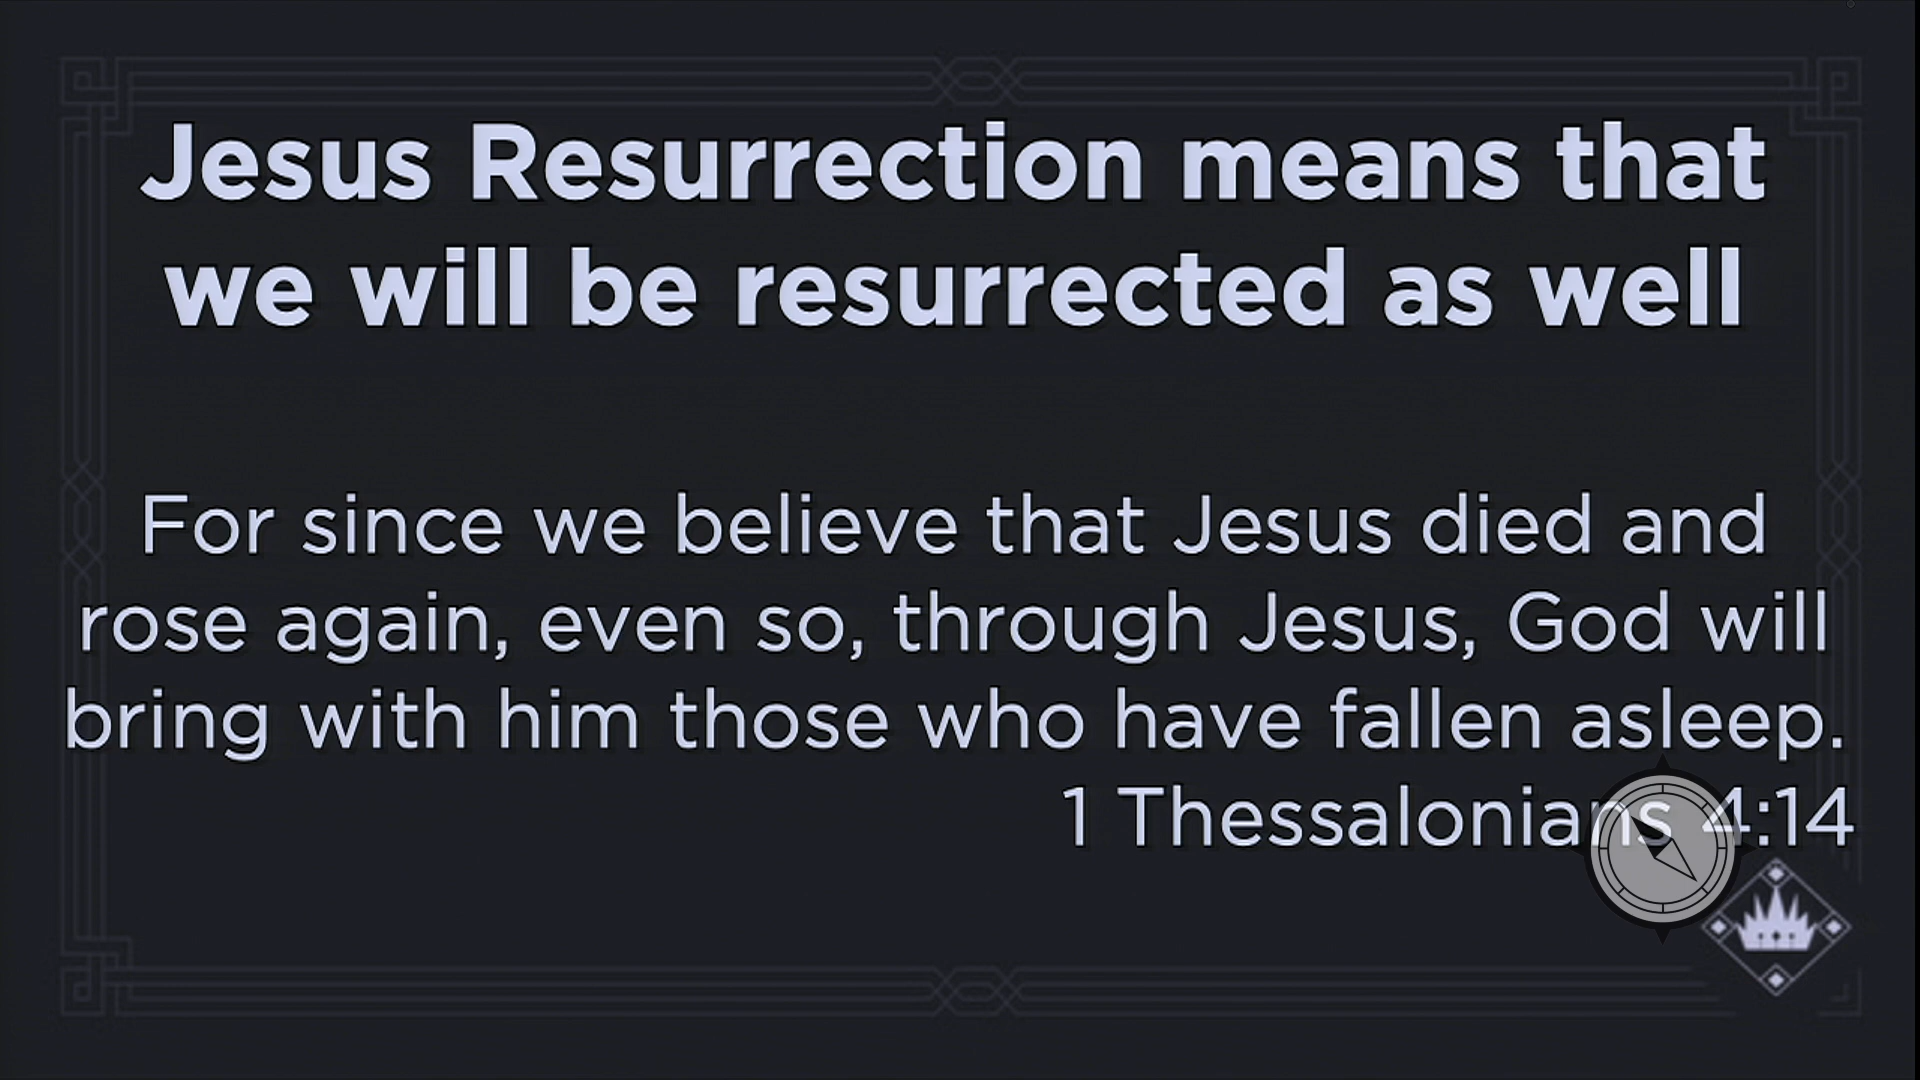 Jesus Resurrection means that
we will be resurrected as well
For since we believe that Jesus died and
rose again, even so, through Jesus, God will
bring with him those who have fallen asleep.
1 Thessalonians 4:14